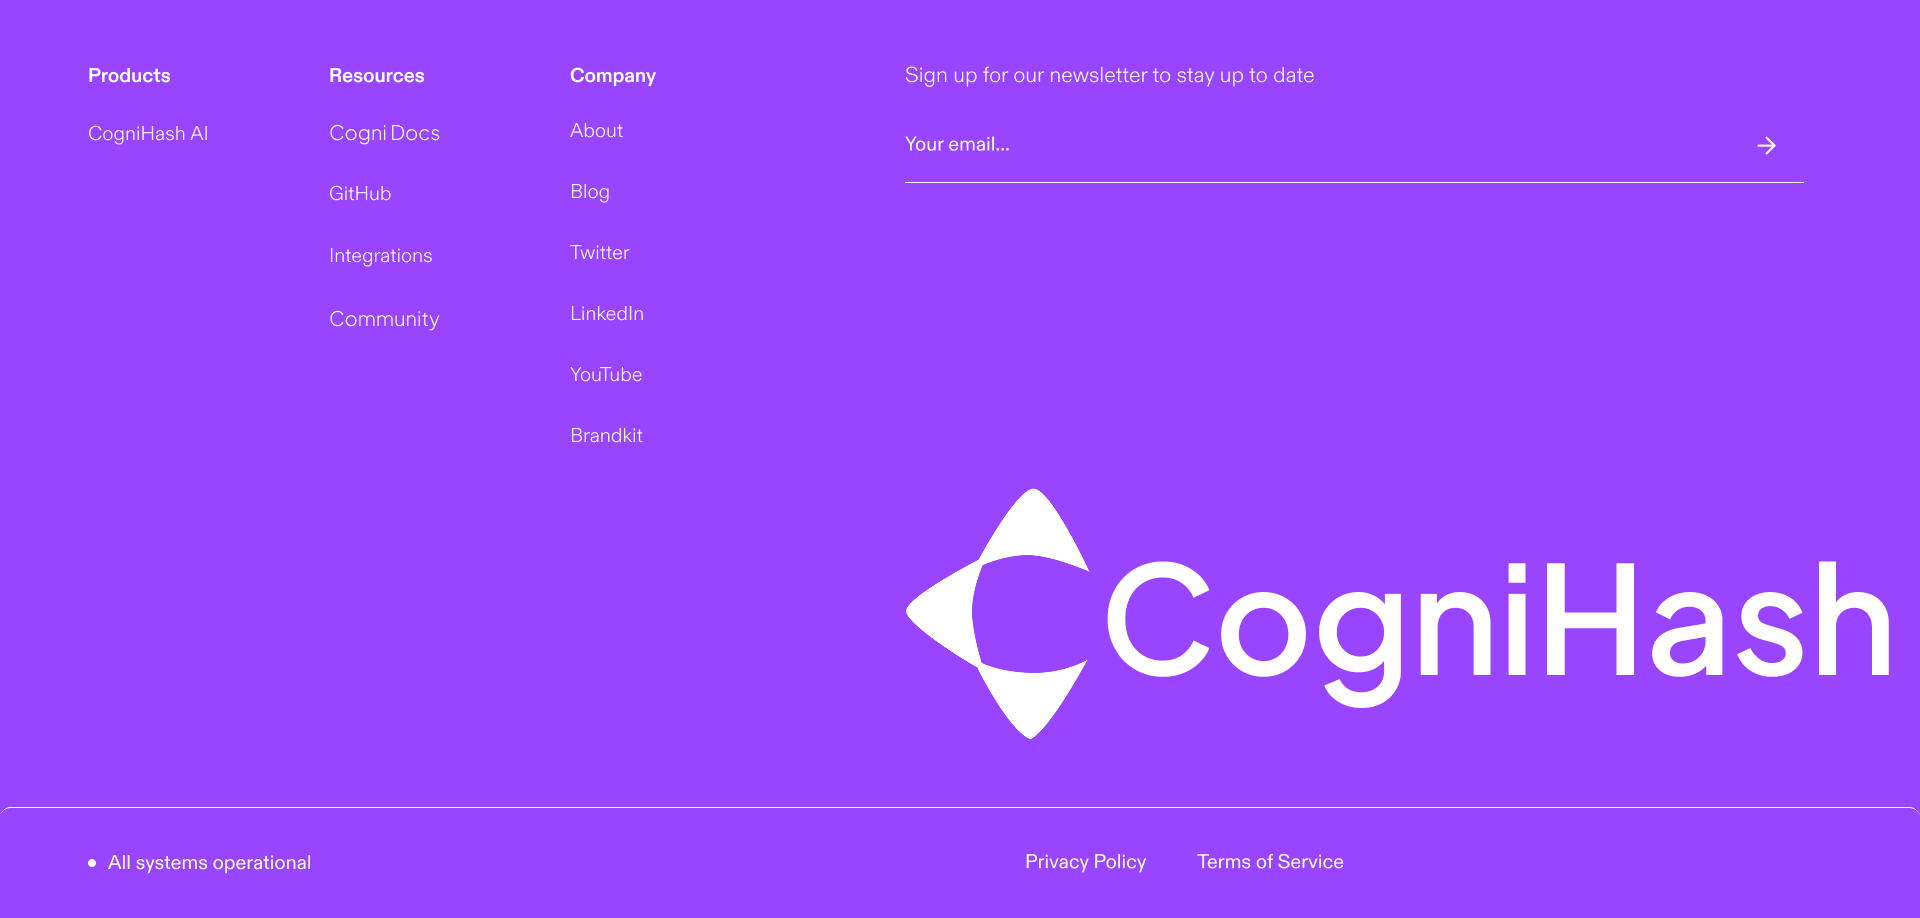 Products
CogniHash AI
Resources
Cogni Docs
GitHub
Integrations
Community
Company
About
Blog
Twitter
LinkedIn
YouTube
Brandkit
Sign up for our newsletter to stay up to date
Your email...
CogniHash
All systems operational
Privacy Policy
Terms of Service